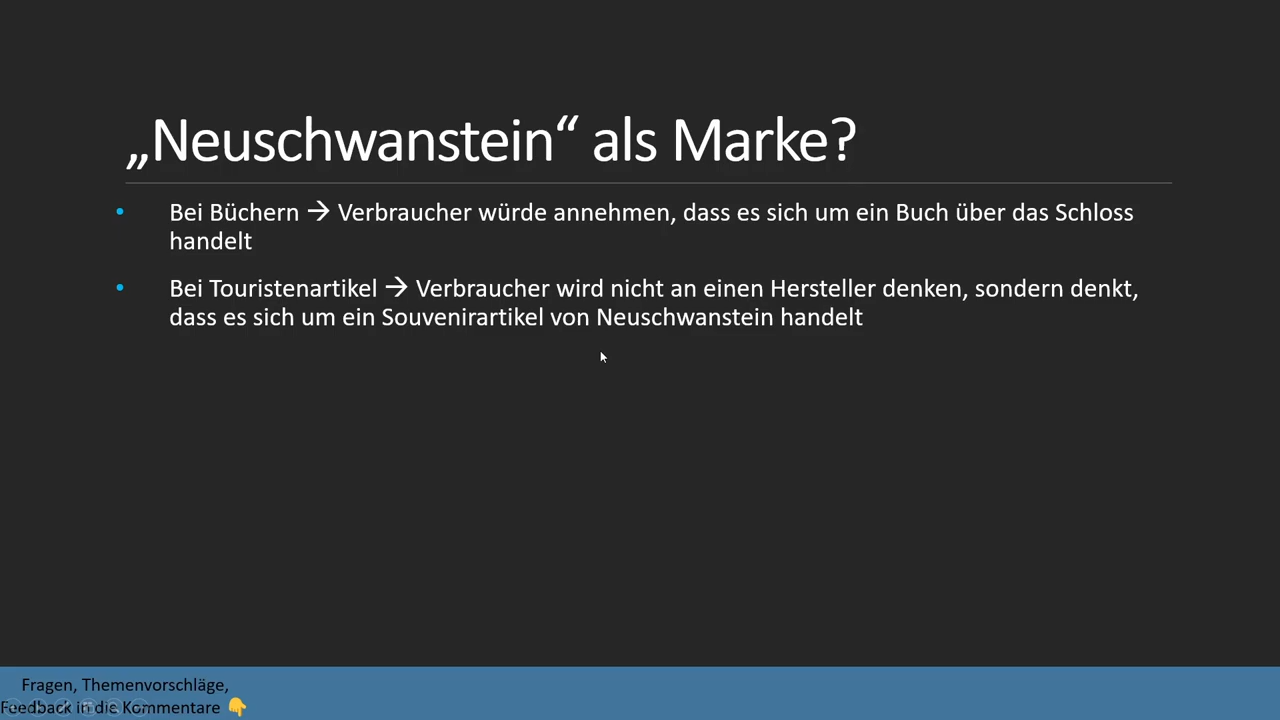 „Neuschwanstein“ als Marke?
• Bei Büchern → Verbraucher würde annehmen, dass es sich um ein Buch über das Schloss
handelt
• Bei Touristenartikel → Verbraucher wird nicht an einen Hersteller denken, sondern denkt,
dass es sich um ein Souvenirartikel von Neuschwanstein handelt
Fragen, Themenvorschläge,
Feedback in die Kommentare 👇